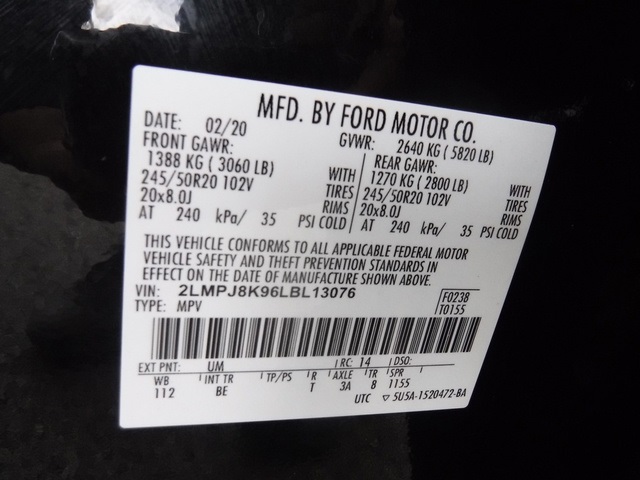 MFD. BY FORD MOTOR CO.
DATE: 02/20 GVWR: 2640 KG ( 5820 LB)
FRONT GAWR: REAR GAWR:
1388 KG ( 3060 LB) WITH 1270 KG ( 2800 LB) WITH
245/50R20 102V TIRES 245/50R20 102V TIRES
20x8.0J RIMS 20x8.0J RIMS
AT 240 kPa/ 35 PSI COLD AT 240 kPa/ 35 PSI COLD
THIS VEHICLE CONFORMS TO ALL APPLICABLE FEDERAL MOTOR
VEHICLE SAFETY AND THEFT PREVENTION STANDARDS IN
EFFECT ON THE DATE OF MANUFACTURE SHOWN ABOVE.
VIN: 2LMPJ8K96LBL13076 F0238
TYPE: MPV T0155
EXT PNT: UM RC: 14 DSO:
WB INT TR TP/PS R AXLE TR SPR
112 BE T 3A B 1155
UTC ▽ 5U5A-1520472-BA